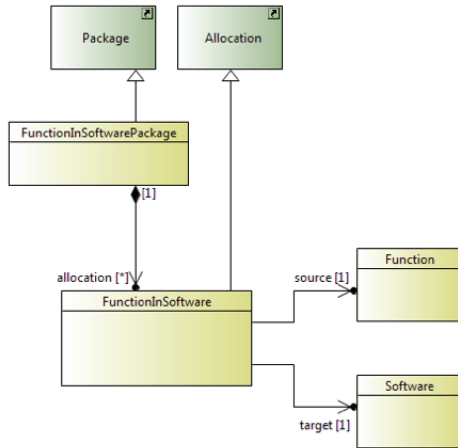 Package
Allocation
FunctionInSoftwarePackage
[1]
allocation [*]
FunctionInSoftware
source [1]
Function
Software
target [1]